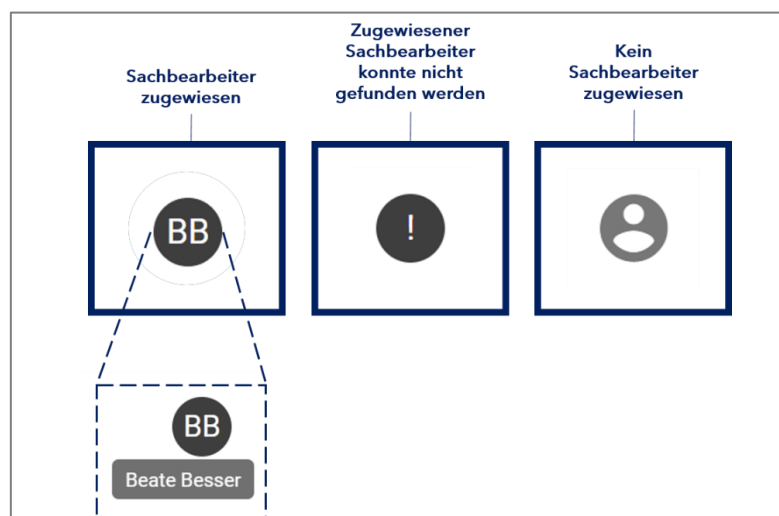 Sachbearbeiter
zugewiesen
Zugewiesener
Sachbearbeiter
konnte nicht
gefunden werden
Kein
Sachbearbeiter
zugewiesen
BB
!
BB
Beate Besser